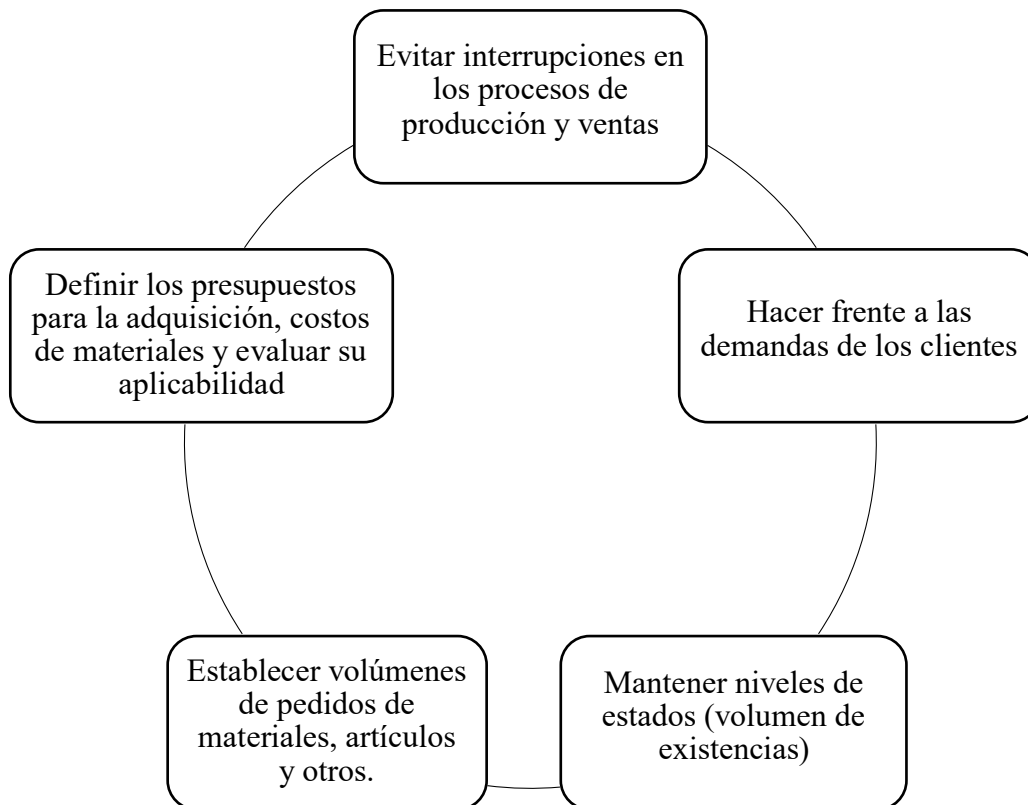 Evitar interrupciones en
los procesos de
producción y ventas
Hacer frente a las
demandas de los clientes
Mantener niveles de
estados (volumen de
existencias)
Establecer volúmenes
de pedidos de
materiales, artículos
y otros.
Definir los presupuestos
para la adquisición, costos
de materiales y evaluar su
aplicabilidad